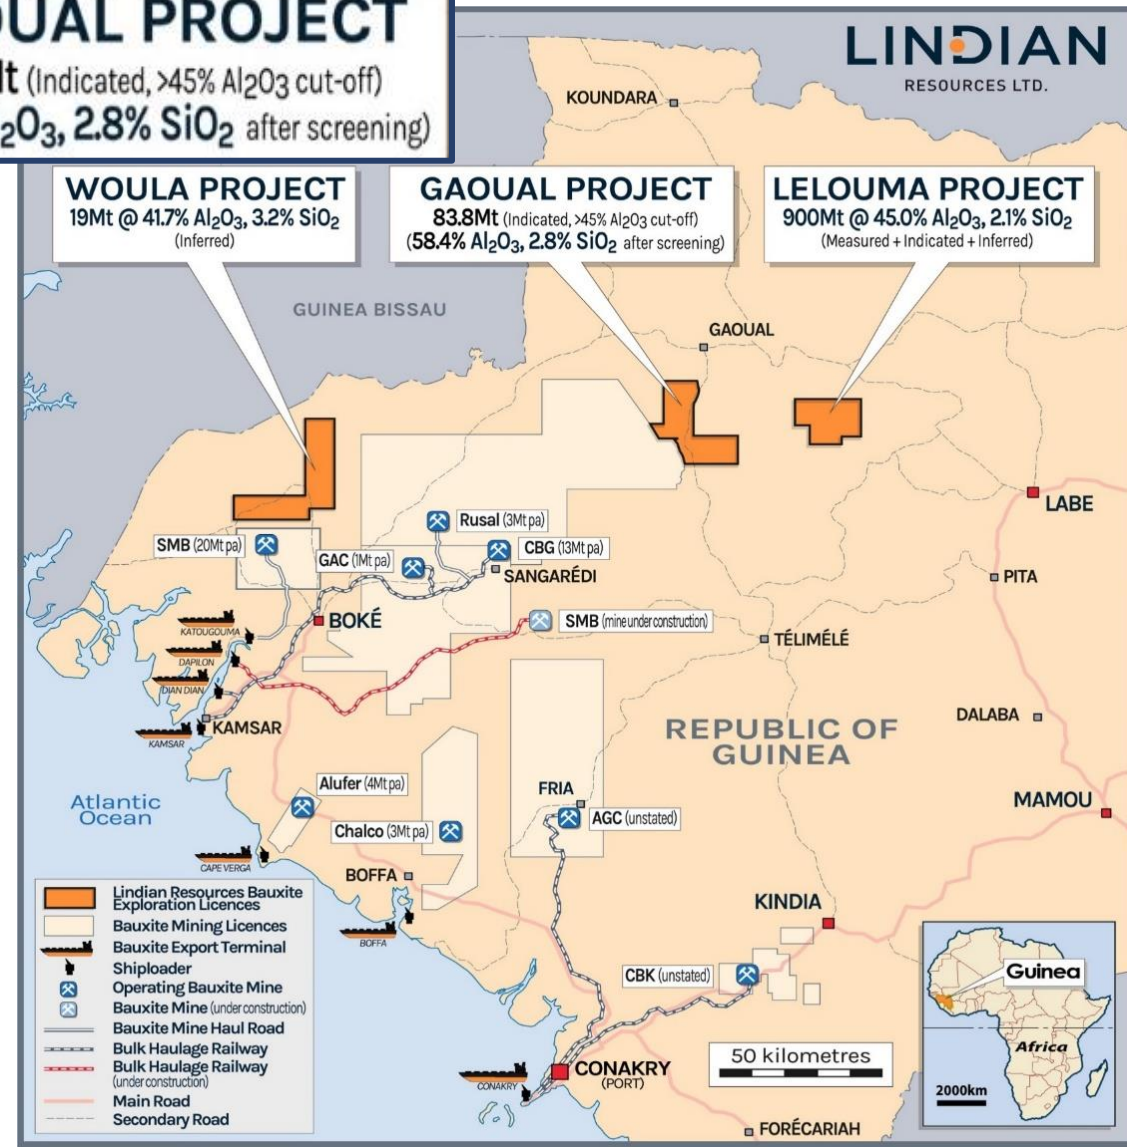 OUAL PROJECT
(Indicated, >45% Al2O3 cut-off)
2O3, 2.8% SiO2 after screening)
LINDIAN
RESOURCES LTD.
KOUNDARA
WOULA PROJECT
19Mt @ 41.7% Al2O3, 3.2% SiO2
(Inferred)
GAOUAL PROJECT
83.8Mt (Indicated, >45% Al2O3 cut-off)
(58.4% Al2O3, 2.8% SiO2 after screening)
LELOUMA PROJECT
900Mt @ 45.0% Al2O3, 2.1% SiO2
(Measured + Indicated + Inferred)
GUINEA BISSAU
GAOUAL
LABE
Rusal (3Mt pa)
SMB (20Mt pa)
CBG (13Mt pa)
GAC (1Mt pa)
SANGARÉDI
PITA
BOKÉ
SMB (mine under construction)
KATOUGOUMA
TÉLIMÉLÉ
DAPILON
DIAN DIAN
KAMSAR
KAMSAR
DALABA
REPUBLIC OF
GUINEA
Alufer (4Mt pa)
FRIA
MAMOU
Atlantic
Ocean
AGC (unstated)
Chalco (3Mt pa)
CAPE VERGA
BOFFA
BOFFA
KINDIA
CBK (unstated)
Lindian Resources Bauxite
Exploration Licences
Bauxite Mining Licences
Bauxite Export Terminal
Shiploader
Operating Bauxite Mine
Bauxite Mine (under construction)
Bauxite Mine Haul Road
Bulk Haulage Railway
Bulk Haulage Railway
(under construction)
Main Road
Secondary Road
CONAKRY
CONAKRY
(PORT)
50 kilometres
FORÉCARIAH
Guinea
Africa
2000km